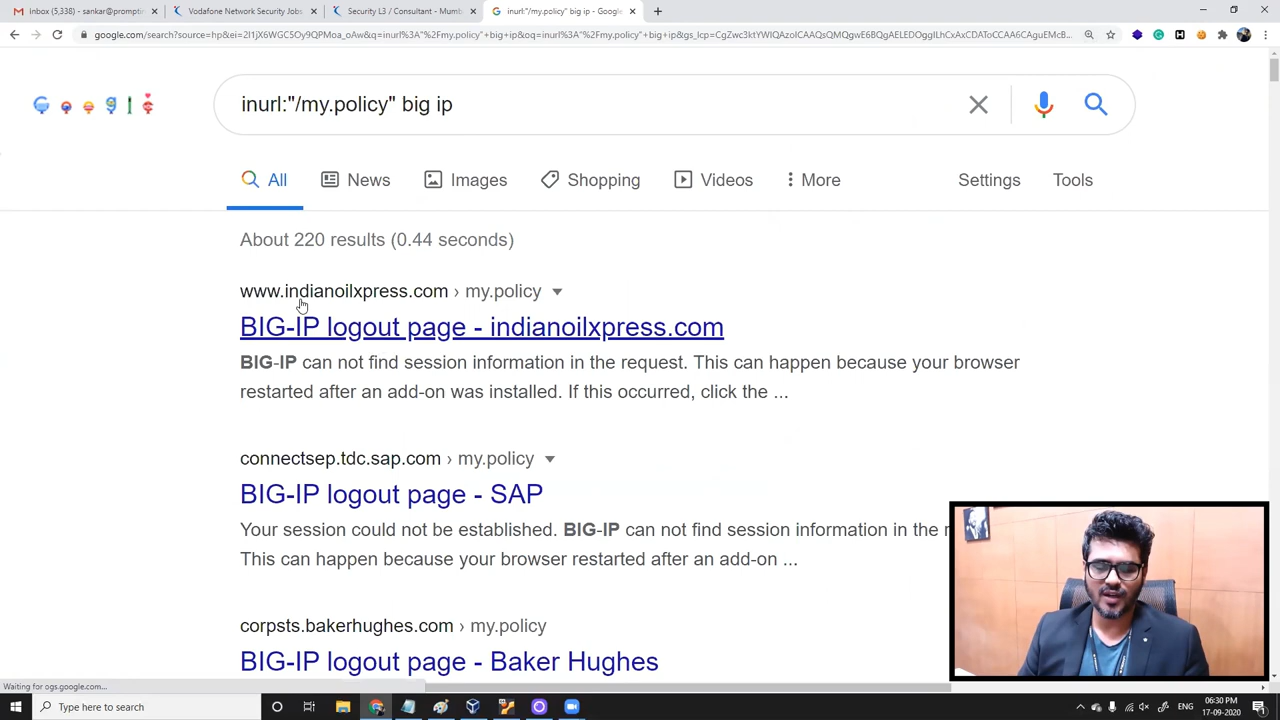 Inbox (5,338) - sankar@prompti
Vodafone Network Security Jobs
Security L3 / Consultant - Mumb
inurl:"/my.policy" big ip - Google
google.com/search?source=hp&ei=2I1jX6WGC5Oy9QPMoa_oAw&q=inurl%3A"%2Fmy.policy"+big+ip&oq=inurl%3A"%2Fmy.policy"+big+ip&gs_lcp=
Google
inurl:"/my.policy" big ip
All
News
Images
Shopping
Videos
More
Settings
Tools
About 220 results (0.44 seconds)
www.indianoilxpress.com › my.policy
BIG-IP logout page - indianoilxpress.com
BIG-IP can not find session information in the request. This can happen because your browser
restarted after an add-on was installed. If this occurred, click the ...
connectsep.tdc.sap.com › my.policy
BIG-IP logout page - SAP
Your session could not be established. BIG-IP can not find session information in the r
This can happen because your browser restarted after an add-on ...
corpsts.bakerhughes.com › my.policy
BIG-IP logout page - Baker Hughes
Waiting for ogs.google.com...
Type here to search
ENG
06:30 PM
17-09-2020